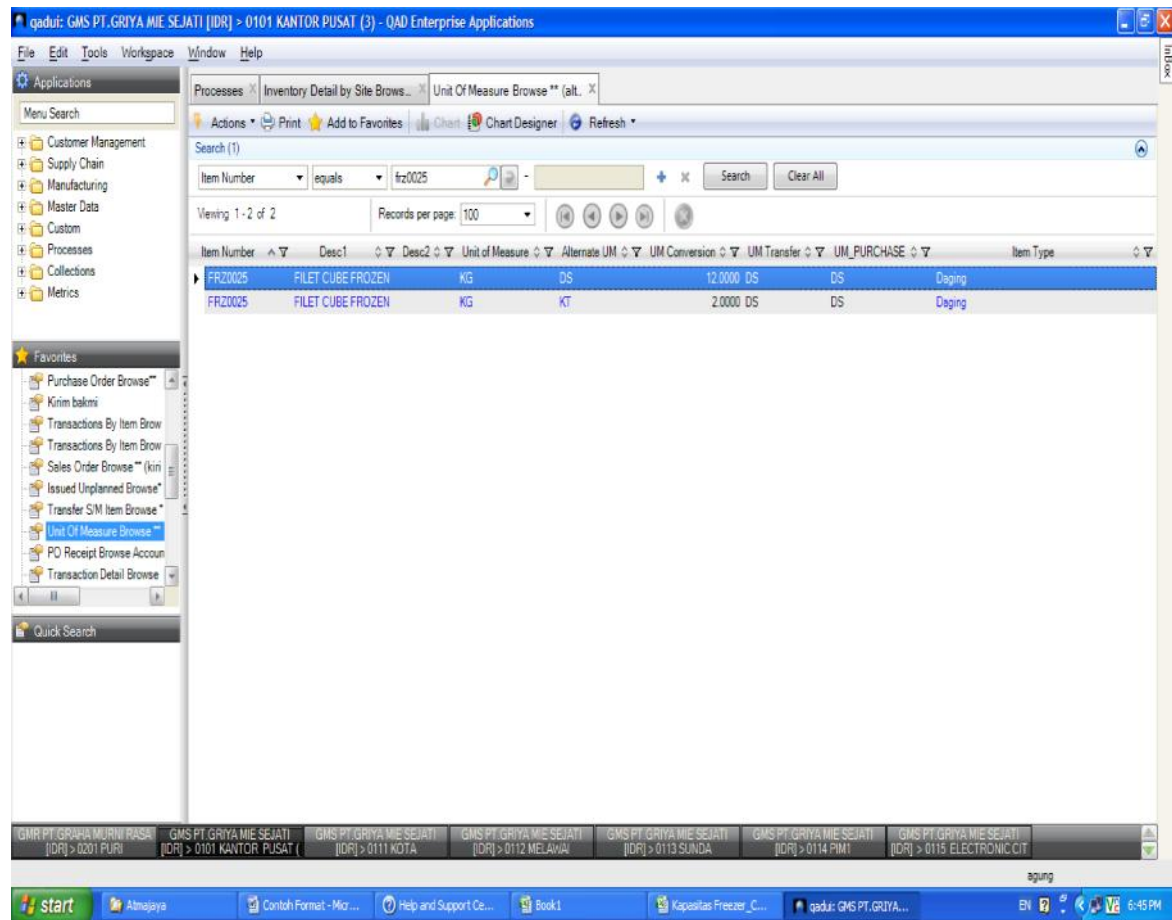 qadui: GMS PT.GRIYA MIE SEJATI [IDR] > 0101 KANTOR PUSAT (3) - QAD Enterprise Applications
File Edit Tools Workspace Window Help
InBox
Applications
Menu Search
Customer Management
Supply Chain
Manufacturing
Master Data
Custom
Processes
Collections
Metrics
Favorites
Purchase Order Browse**
Kirim bakmi
Transactions By Item Brow
Transactions By Item Brow
Sales Order Browse ** (kiri
Issued Unplanned Browse*
Transfer S/M Item Browse *
Unit Of Measure Browse **
PO Receipt Browse Accoun
Transaction Detail Browse
Quick Search
Processes Inventory Detail by Site Brows... Unit Of Measure Browse ** (alt..
Actions Print Add to Favorites Chart Chart Designer Refresh
Search (1)
Item Number equals frz0025 - Search Clear All
Viewing 1 - 2 of 2 Records per page: 100
Item Number Desc1 Desc2 Unit of Measure Alternate UM UM Conversion UM Transfer UM_PURCHASE Item Type
FRZ0025 FILET CUBE FROZEN KG DS 12.0000 DS DS Daging
FRZ0025 FILET CUBE FROZEN KG KT 2.0000 DS DS Daging
GMR PT.GRAHA MURNI RASA [IDR] > 0201 PURI
GMS PT.GRIYA MIE SEJATI [IDR] > 0101 KANTOR PUSAT (
GMS PT.GRIYA MIE SEJATI [IDR] > 0111 KOTA
GMS PT.GRIYA MIE SEJATI [IDR] > 0112 MELAWAI
GMS PT.GRIYA MIE SEJATI [IDR] > 0113 SUNDA
GMS PT.GRIYA MIE SEJATI [IDR] > 0114 PIM1
GMS PT.GRIYA MIE SEJATI [IDR] > 0115 ELECTRONIC CIT
agung
start Atmajaya Contoh Format - Micr... Help and Support Ce... Book1 Kapasitas Freezer_C... qadui: GMS PT.GRIYA... EN 6:45 PM